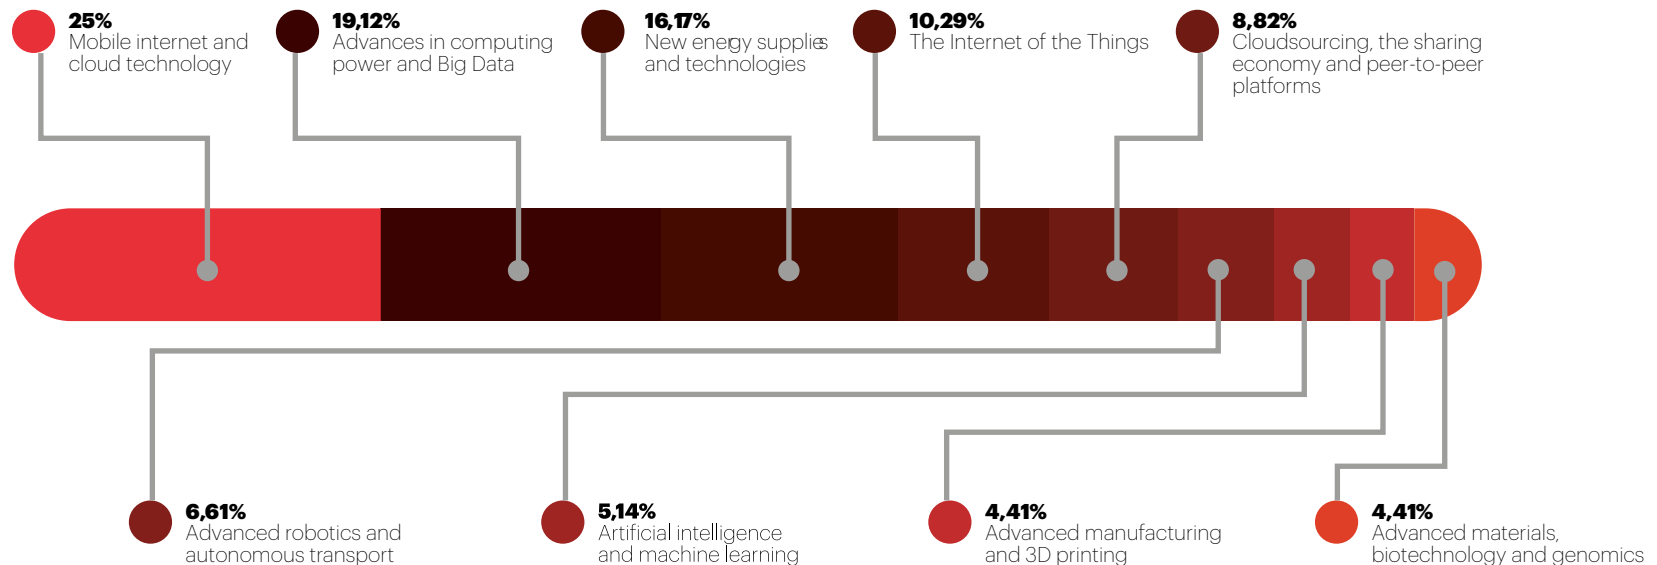 25%
Mobile internet and
cloud technology
19,12%
Advances in computing
power and Big Data
16,17%
New energy supplies
and technologies
10,29%
The Internet of the Things
8,82%
Cloudsourcing, the sharing
economy and peer-to-peer
platforms
6,61%
Advanced robotics and
autonomous transport
5,14%
Artificial intelligence
and machine learning
4,41%
Advanced manufacturing
and 3D printing
4,41%
Advanced materials,
biotechnology and genomics